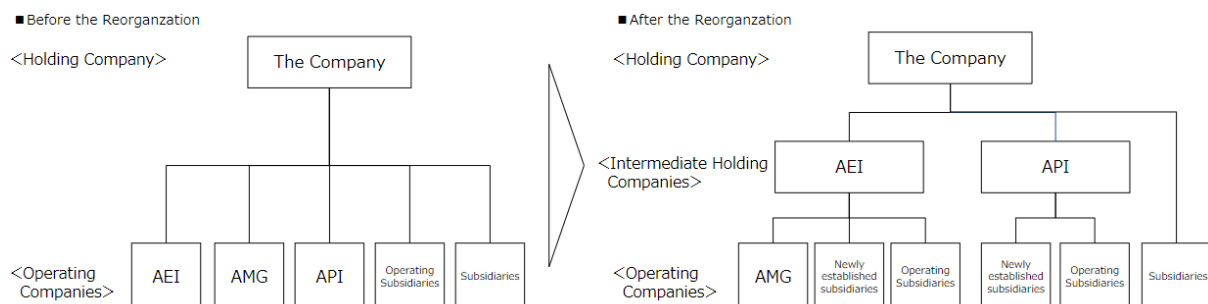 ■Before the Reorganzation
<Holding Company>
The Company
<Operating
Companies>
AEI
AMG
API
Operating
Subsidiaries
Subsidiaries
■After the Reorganization
<Holding Company>
The Company
<Intermediate Holding
Companies>
AEI
API
<Operating
Companies>
AMG
Newly
established
subsidiaries
Operating
Subsidiaries
Newly
established
subsidiaries
Operating
Subsidiaries
Subsidiaries